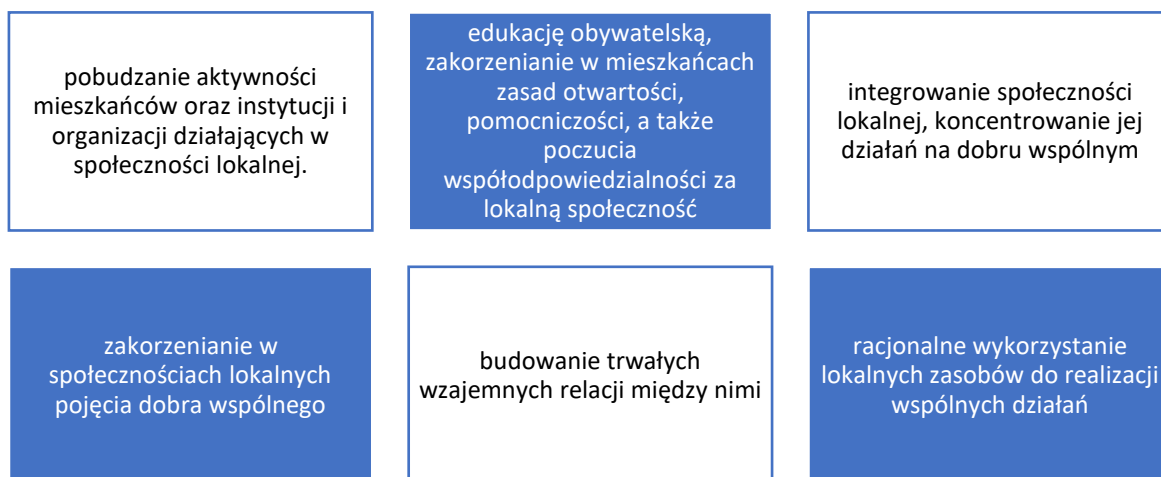 pobudzanie aktywności
mieszkańców oraz instytucji i
organizacji działających w
społeczności lokalnej.
edukację obywatelską,
zakorzenianie w mieszkańcach
zasad otwartości,
pomocniczości, a także
poczucia
współodpowiedzialności za
lokalną społeczność
integrowanie społeczności
lokalnej, koncentrowanie jej
działań na dobru wspólnym
zakorzenianie w
społecznościach lokalnych
pojęcia dobra wspólnego
budowanie trwałych
wzajemnych relacji między nimi
racjonalne wykorzystanie
lokalnych zasobów do realizacji
wspólnych działań